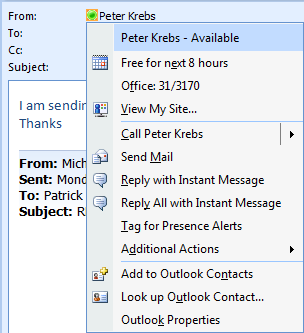 From: Peter Krebs
To:
Cc:
Subject:
Peter Krebs - Available
Free for next 8 hours
Office: 31/3170
View My Site...
Call Peter Krebs
Send Mail
Reply with Instant Message
Reply All with Instant Message
Tag for Presence Alerts
Additional Actions
Add to Outlook Contacts
Look up Outlook Contact...
Outlook Properties
I am sendin
Thanks
From: Mich
Sent: Mond
To: Patrick
Subject: R